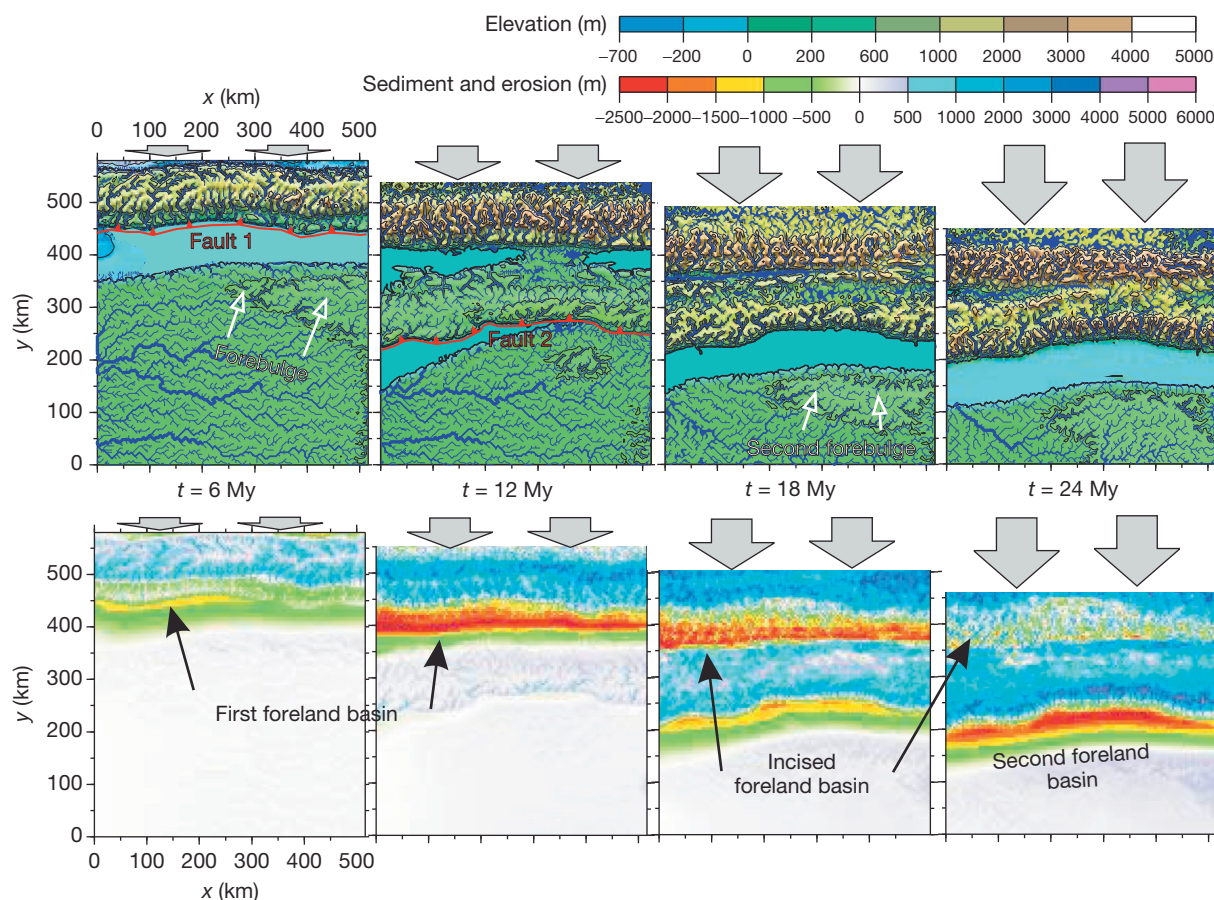 Elevation (m)
–700 –200 0 200 600 1000 2000 3000 4000 5000
Sediment and erosion (m)
–2500 –2000 –1500 –1000 –500 0 500 1000 2000 3000 4000 5000 6000
x (km)
0 100 200 300 400 500
y (km)
500
400
300
200
100
0
Fault 1
Forebulge
Fault 2
Second forebulge
t = 6 My
t = 12 My
t = 18 My
t = 24 My
y (km)
500
400
300
200
100
0
First foreland basin
Incised
foreland basin
Second foreland
basin
0 100 200 300 400 500
x (km)